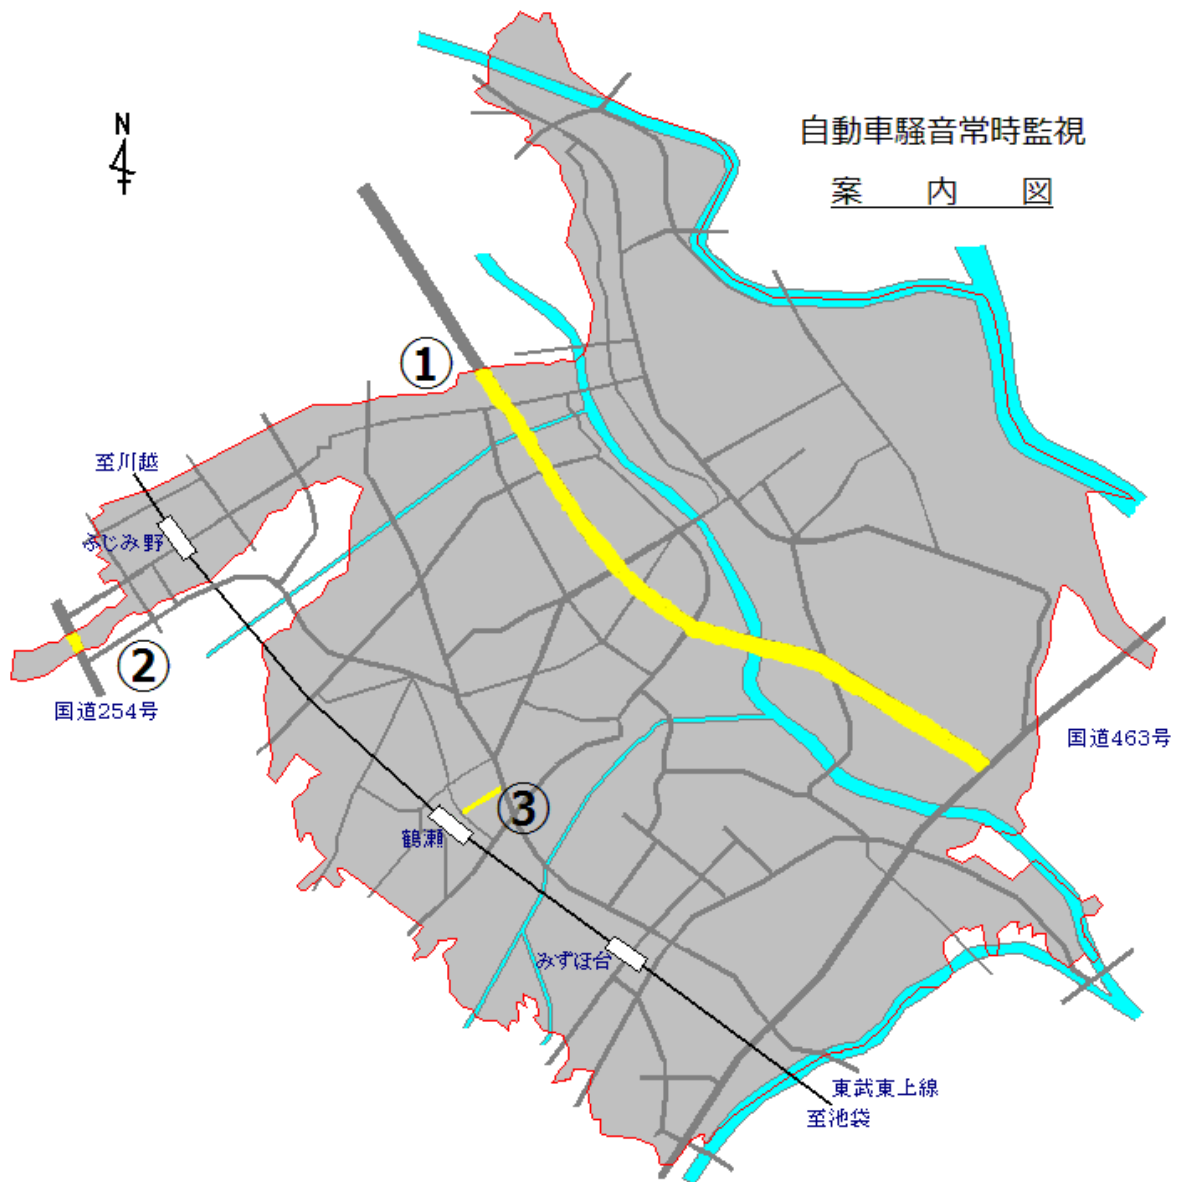 自動車騒音常時監視
案 内 図
N
①
至川越
ふじみ野
②
国道254号
国道463号
③
鶴瀬
みずほ台
東武東上線
至池袋